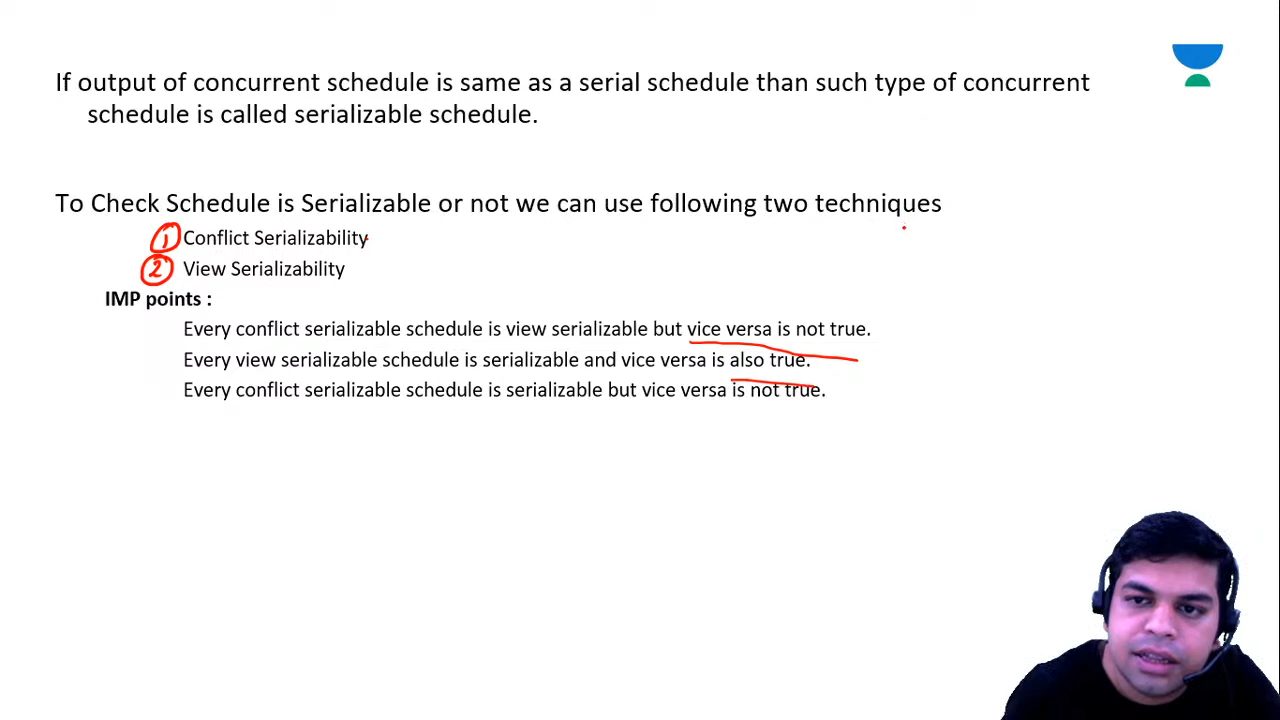 If output of concurrent schedule is same as a serial schedule than such type of concurrent
schedule is called serializable schedule.
To Check Schedule is Serializable or not we can use following two techniques
1 Conflict Serializability
2 View Serializability
IMP points :
Every conflict serializable schedule is view serializable but vice versa is not true.
Every view serializable schedule is serializable and vice versa is also true.
Every conflict serializable schedule is serializable but vice versa is not true.